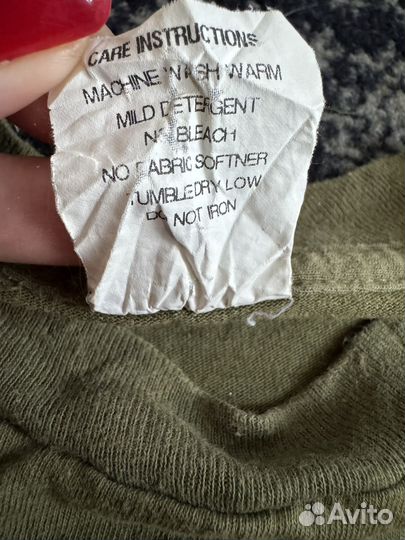 CARE INSTRUCTIONS
MACHINE WASH WARM
MILD DETERGENT
NO BLEACH
NO FABRIC SOFTNER
TUMBLE DRY LOW
DO NOT IRON
Avito